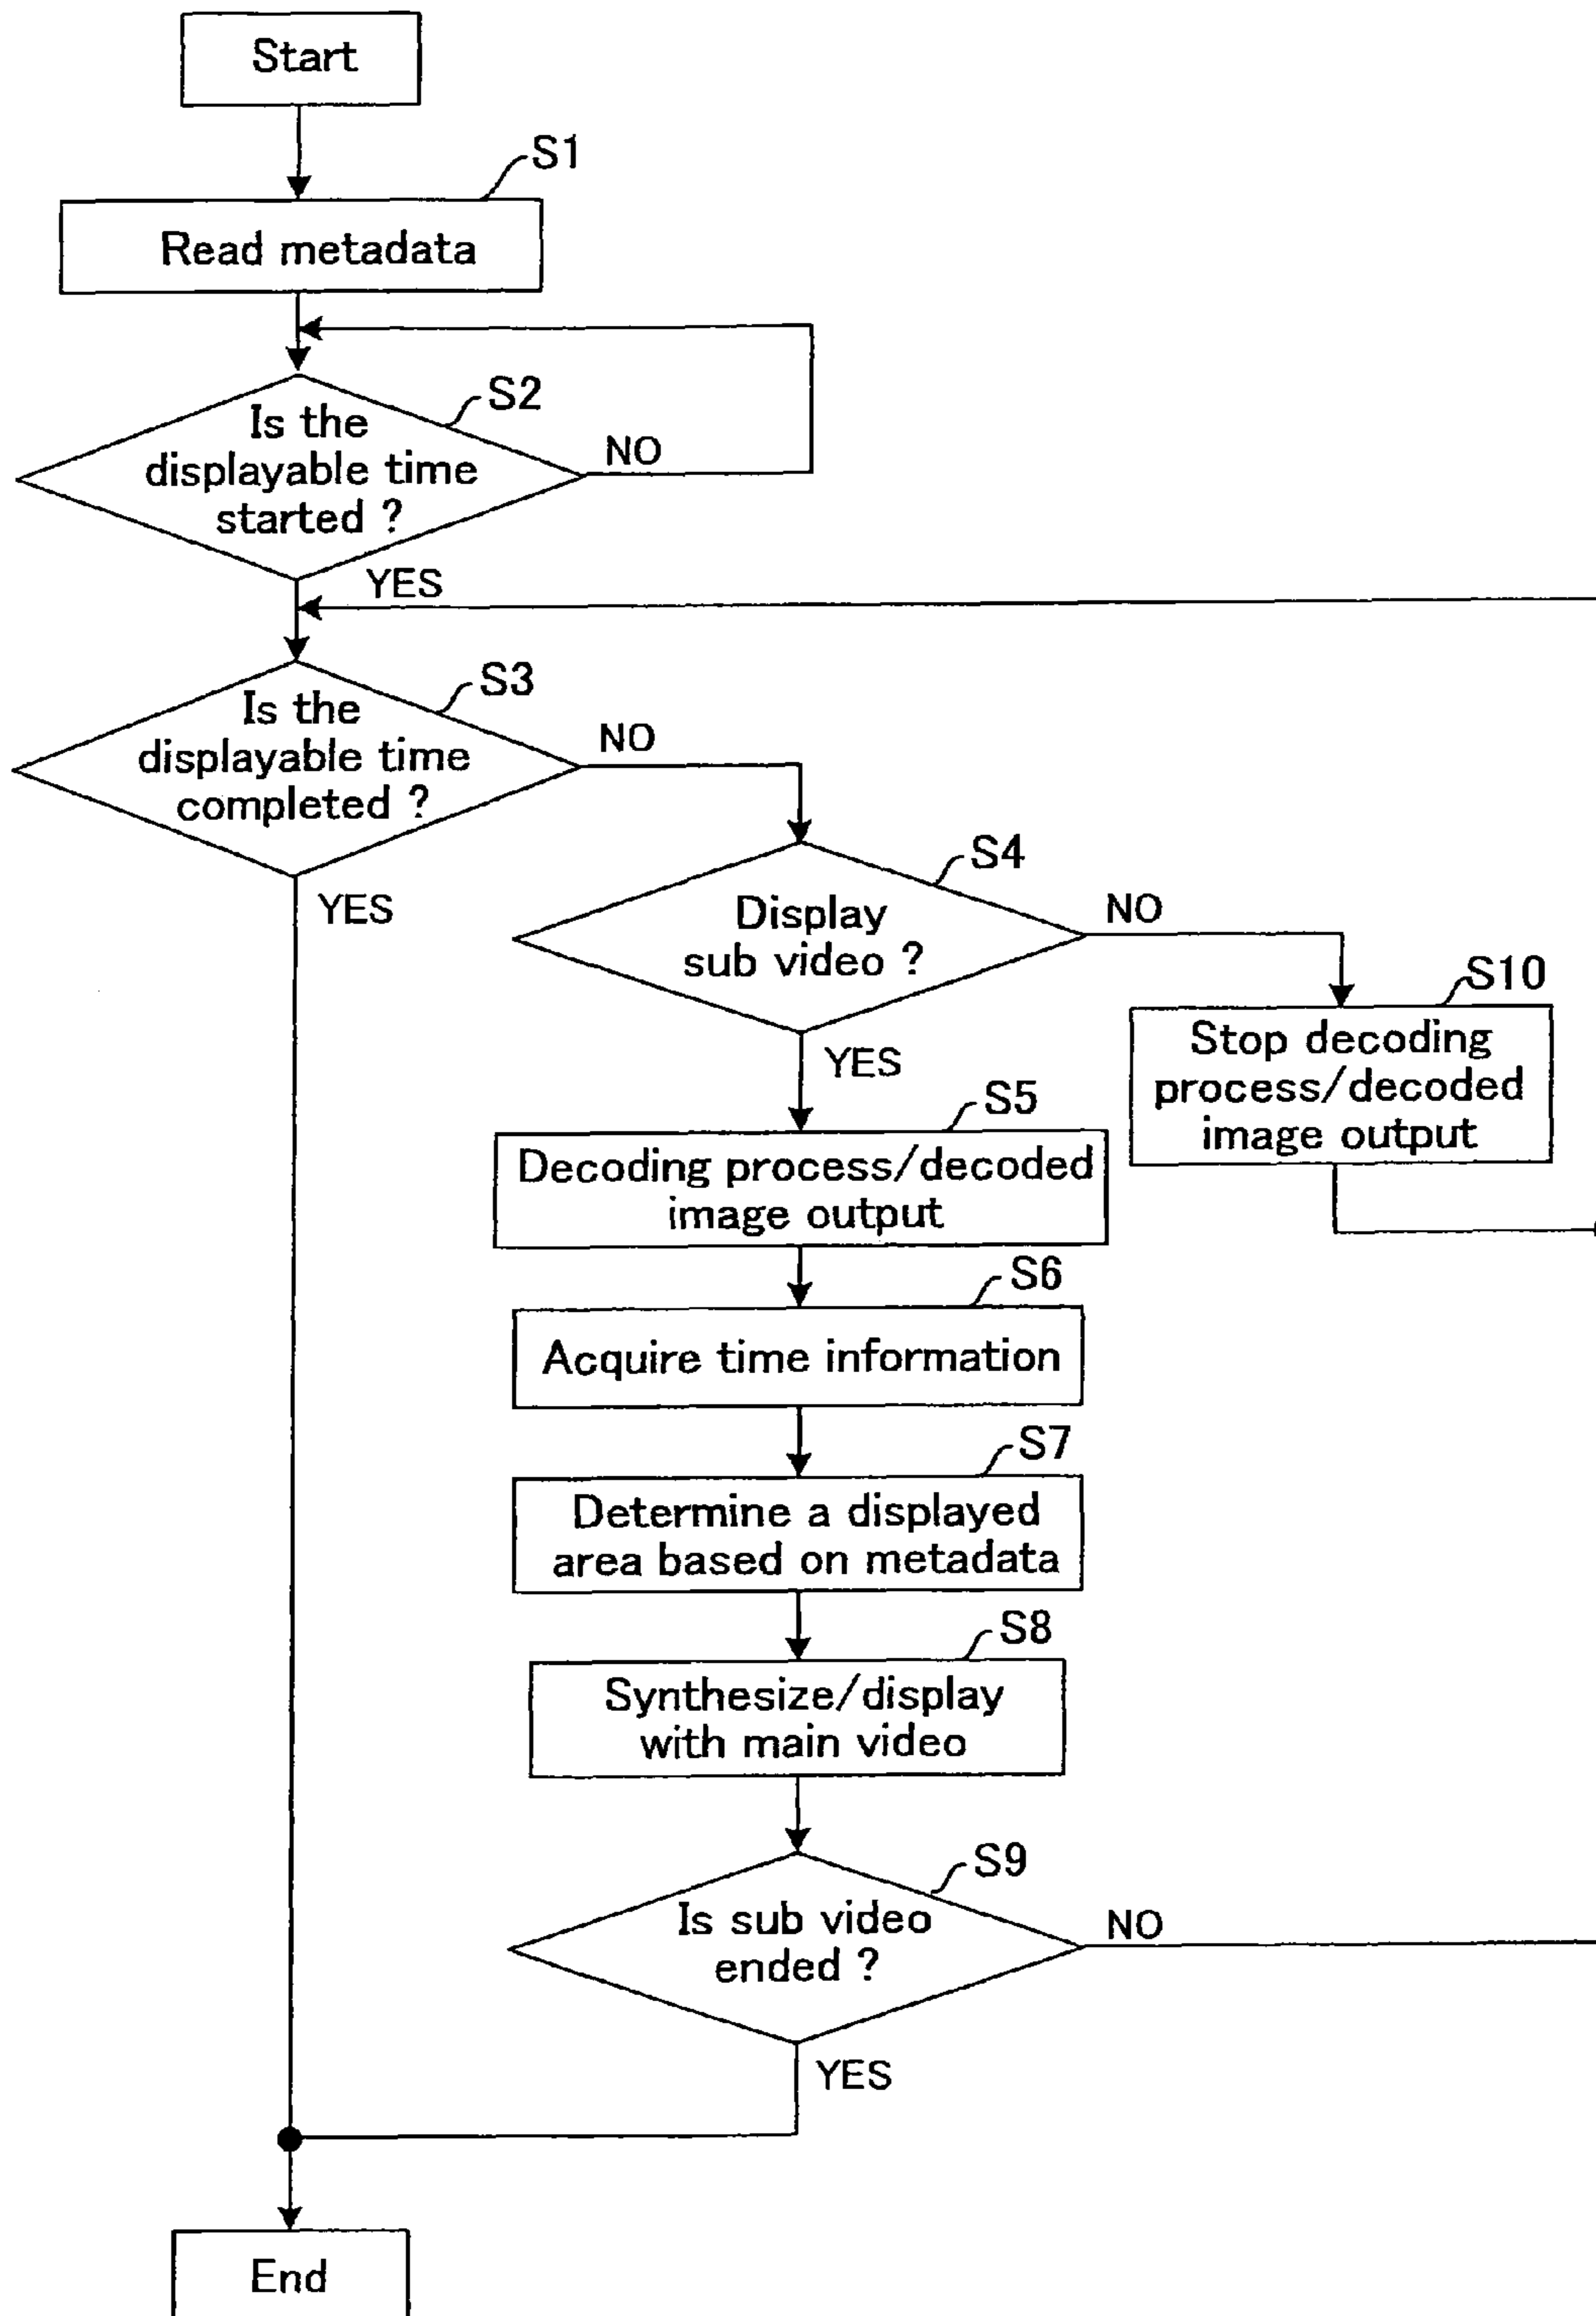 Start
S1
Read metadata
S2
Is the
displayable time
started ?
NO
YES
S3
Is the
displayable time
completed ?
NO
YES
S4
Display
sub video ?
NO
YES
S10
Stop decoding
process/decoded
image output
S5
Decoding process/decoded
image output
S6
Acquire time information
S7
Determine a displayed
area based on metadata
S8
Synthesize/display
with main video
S9
Is sub video
ended ?
NO
YES
End